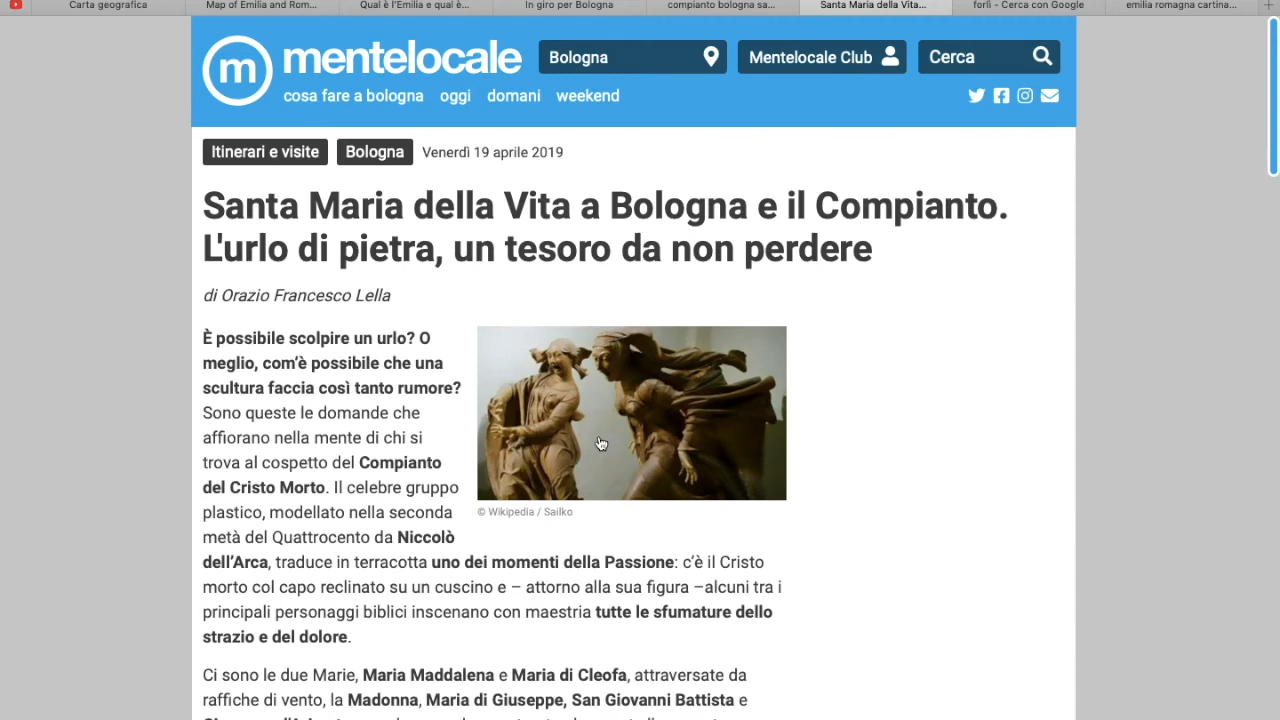 Carta geografica
Map of Emilia and Rom...
Qual è l'Emilia e qual è...
In giro per Bologna
compianto bologna sa...
Santa Maria della Vita...
forlì - Cerca con Google
emilia romagna cartina...
m mentelocale
Bologna
Mentelocale Club
Cerca
cosa fare a bologna oggi domani weekend
Itinerari e visite Bologna Venerdì 19 aprile 2019
Santa Maria della Vita a Bologna e il Compianto.
L'urlo di pietra, un tesoro da non perdere
di Orazio Francesco Lella
È possibile scolpire un urlo? O
meglio, com'è possibile che una
scultura faccia così tanto rumore?
Sono queste le domande che
affiorano nella mente di chi si
trova al cospetto del Compianto
del Cristo Morto. Il celebre gruppo
plastico, modellato nella seconda
metà del Quattrocento da Niccolò
© Wikipedia / Sailko
dell'Arca, traduce in terracotta uno dei momenti della Passione: c'è il Cristo
morto col capo reclinato su un cuscino e – attorno alla sua figura –alcuni tra i
principali personaggi biblici inscenano con maestria tutte le sfumature dello
strazio e del dolore.
Ci sono le due Marie, Maria Maddalena e Maria di Cleofa, attraversate da
raffiche di vento, la Madonna, Maria di Giuseppe, San Giovanni Battista e